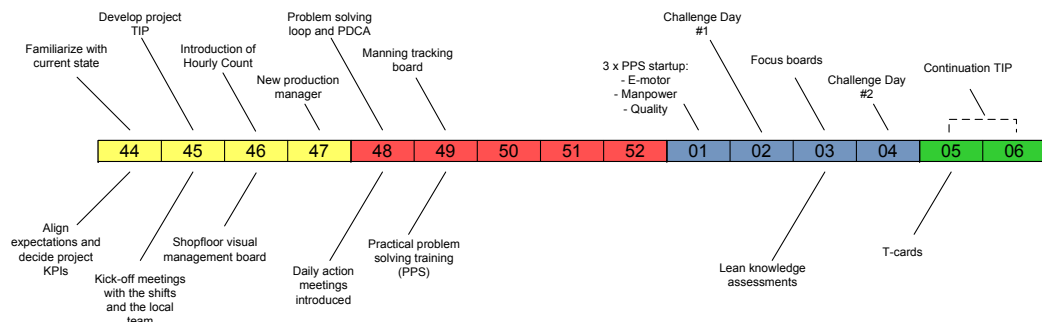 Develop project
TIP
Problem solving
loop and PDCA
Challenge Day
#1
Familiarize with
current state
Introduction of
Hourly Count
Manning tracking
board
3 x PPS startup:
- E-motor
- Manpower
- Quality
Focus boards
Continuation TIP
New production
manager
Challenge Day
#2
44 45 46 47 48 49 50 51 52 01 02 03 04 05 06
Align
expectations and
decide project
KPIs
Shopfloor visual
management board
Practical problem
solving training
(PPS)
T-cards
Kick-off meetings
with the shifts
and the local
team
Daily action
meetings
introduced
Lean knowledge
assessments